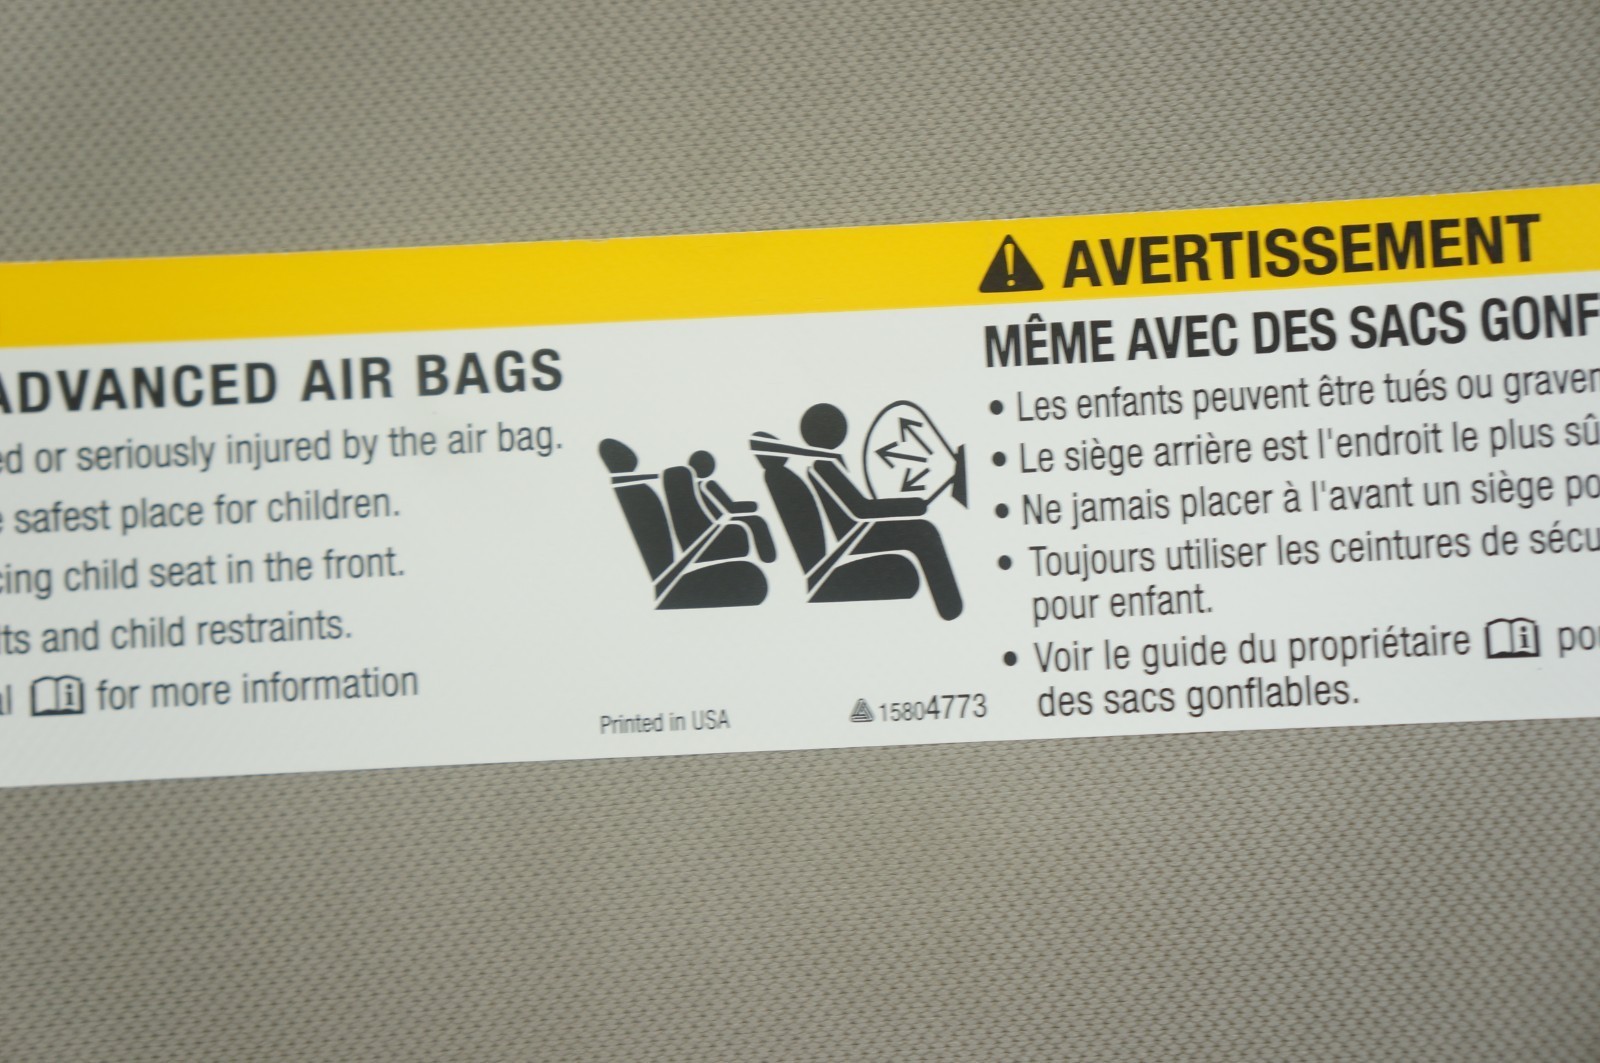 ADVANCED AIR BAGS
ed or seriously injured by the air bag.
safest place for children.
cing child seat in the front.
lts and child restraints.
al for more information
Printed in USA
15804773
AVERTISSEMENT
MÊME AVEC DES SACS GONF
• Les enfants peuvent être tués ou graven
• Le siège arrière est l'endroit le plus sû
• Ne jamais placer à l'avant un siège po
• Toujours utiliser les ceintures de sécu
pour enfant.
• Voir le guide du propriétaire po
des sacs gonflables.